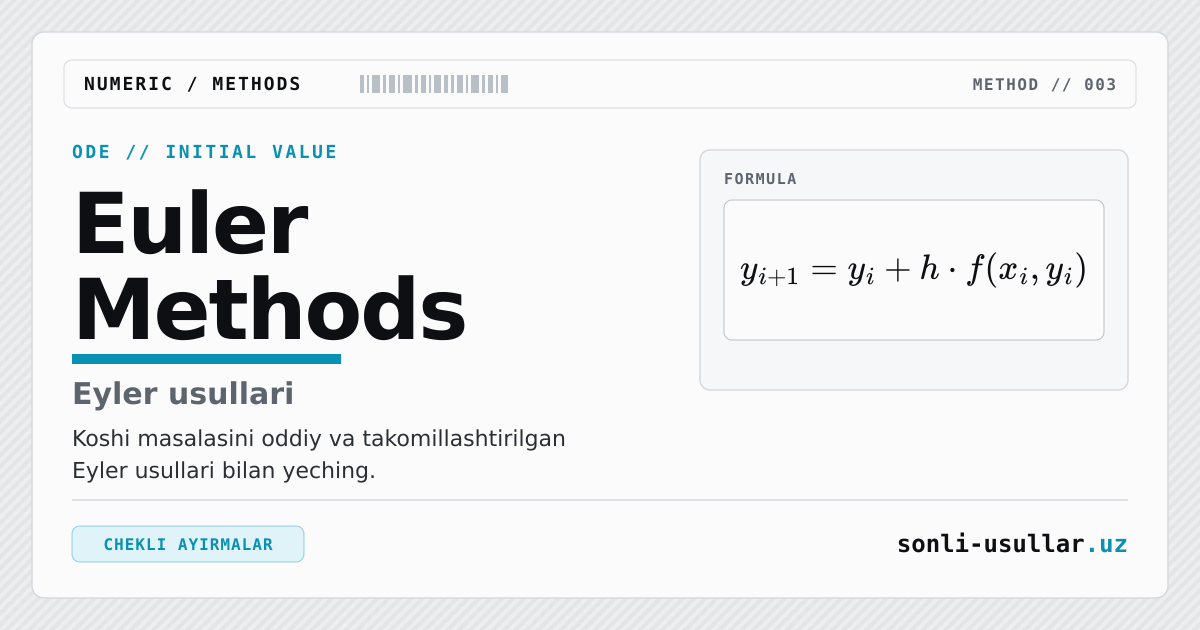 NUMERIC / METHODS
METHOD // 003
ODE // INITIAL VALUE
Euler
Methods
Eyler usullari
Koshi masalasini oddiy va takomillashtirilgan
Eyler usullari bilan yeching.
FORMULA
y_{i+1} = y_i + h · f(x_i, y_i)
CHEKLI AYIRMALAR
sonli-usullar.uz